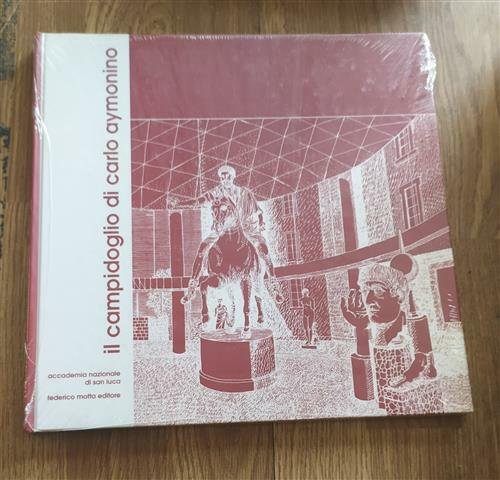 il campidoglio di carlo aymonino
accademia nazionale
di san luca
federico motta editore